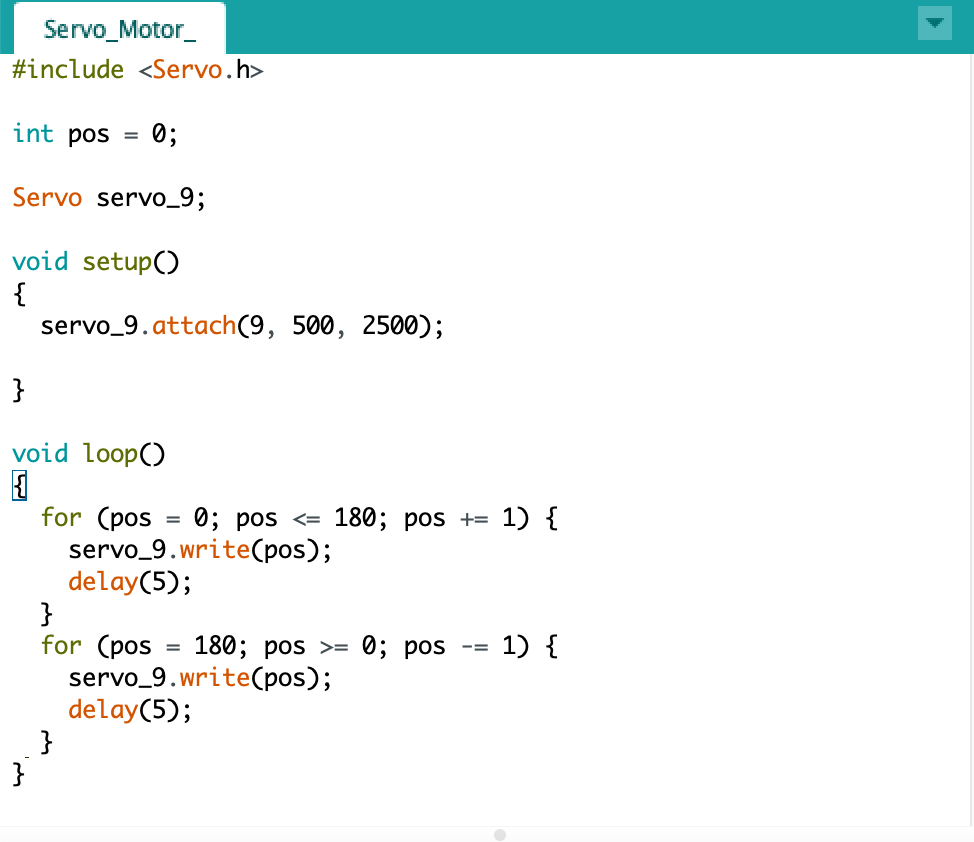 Servo_Motor_
#include <Servo.h>
int pos = 0;
Servo servo_9;
void setup()
{
  servo_9.attach(9, 500, 2500);
}
void loop()
{
  for (pos = 0; pos <= 180; pos += 1) {
    servo_9.write(pos);
    delay(5);
  }
  for (pos = 180; pos >= 0; pos -= 1) {
    servo_9.write(pos);
    delay(5);
  }
}